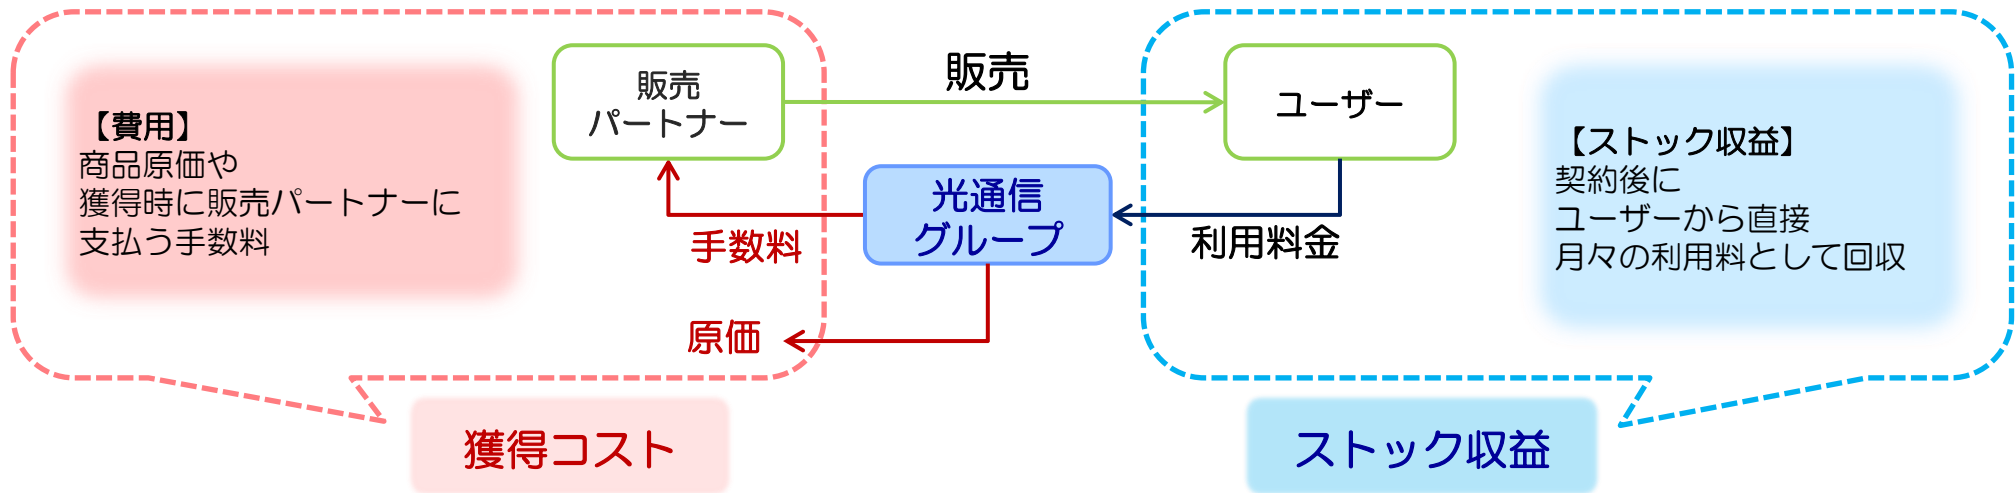 【費用】
商品原価や
獲得時に販売パートナーに
支払う手数料
販売
パートナー
販売
ユーザー
光通信
グループ
手数料
原価
利用料金
【ストック収益】
契約後に
ユーザーから直接
月々の利用料として回収
獲得コスト
ストック収益